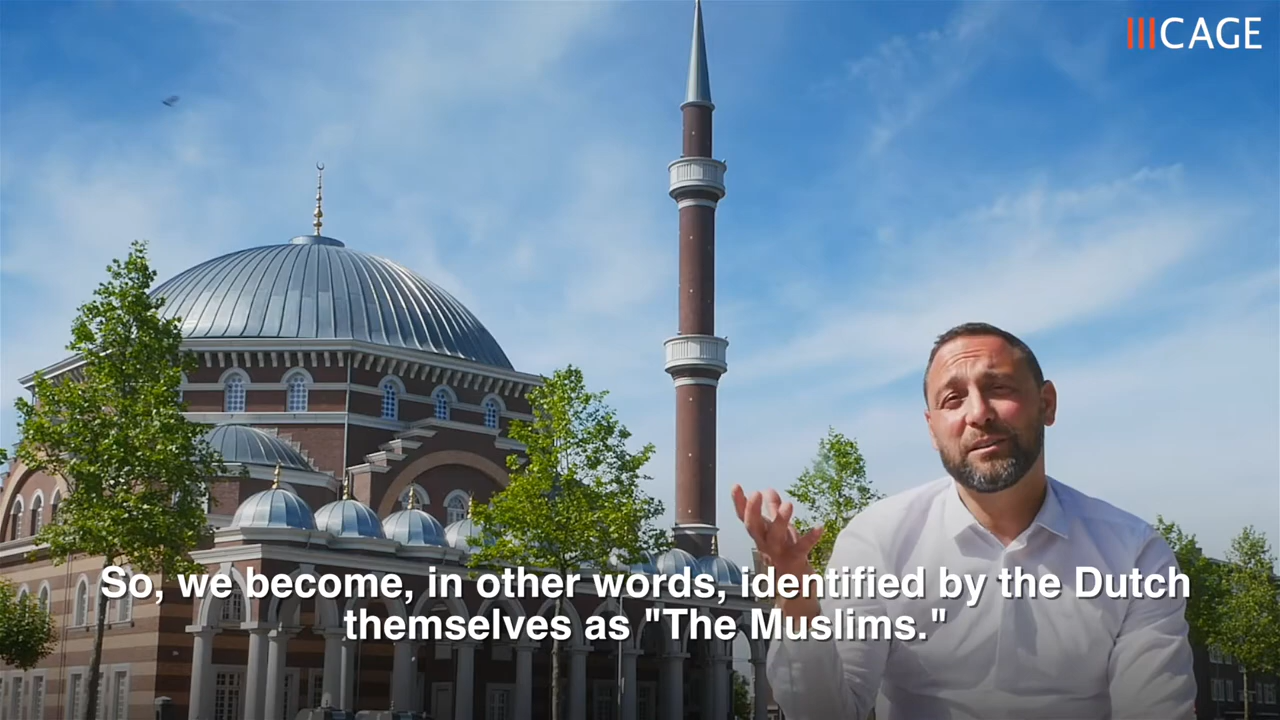 CAGE
So, we become, in other words, identified by the Dutch
themselves as "The Muslims."